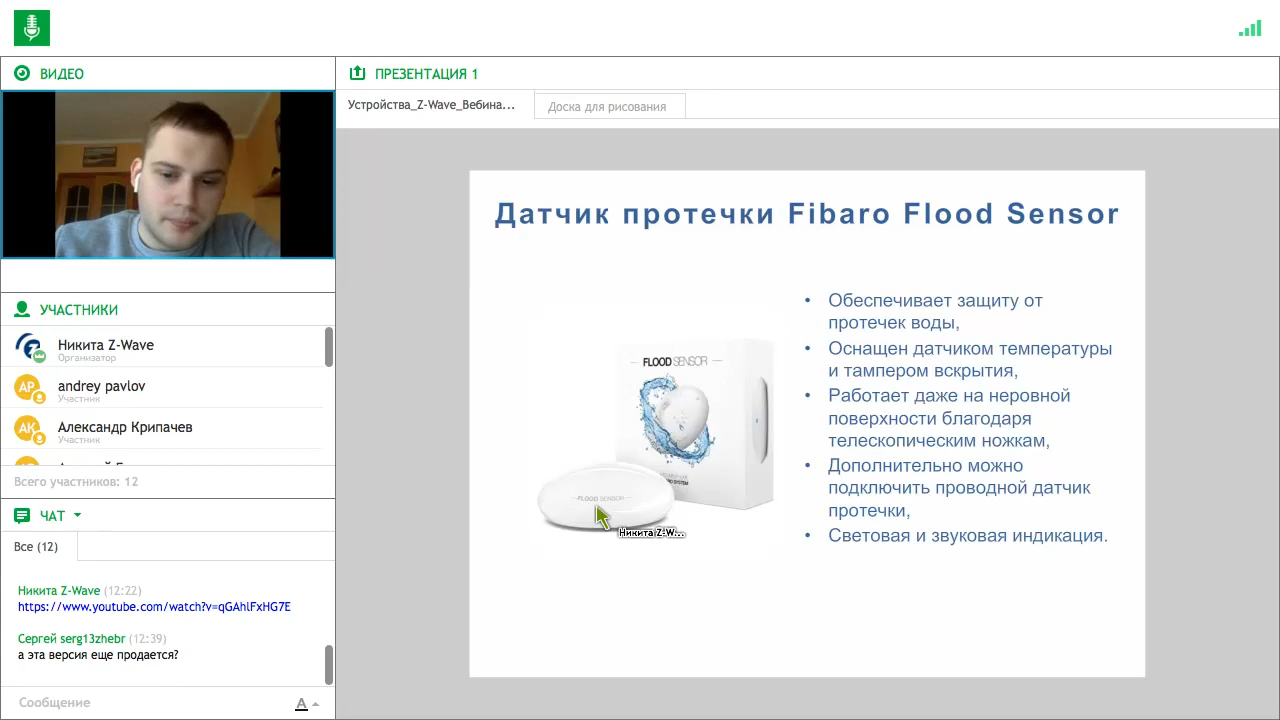 ВИДЕО
УЧАСТНИКИ
Никита Z-Wave
Организатор
AP
andrey pavlov
Участник
АК
Александр Крипачев
Участник
Всего участников: 12
ЧАТ
Все (12)
Никита Z-Wave (12:22)
https://www.youtube.com/watch?v=qGAhlFxHG7E
Сергей serg13zhebr (12:39)
а эта версия еще продается?
Сообщение
A
ПРЕЗЕНТАЦИЯ 1
Устройства_Z-Wave_Вебина...
Доска для рисования
Датчик протечки Fibaro Flood Sensor
FLOOD SENSOR
FLOOD SENSOR
Никита Z-W...
• Обеспечивает защиту от
протечек воды,
• Оснащен датчиком температуры
и тампером вскрытия,
• Работает даже на неровной
поверхности благодаря
телескопическим ножкам,
• Дополнительно можно
подключить проводной датчик
протечки,
• Световая и звуковая индикация.